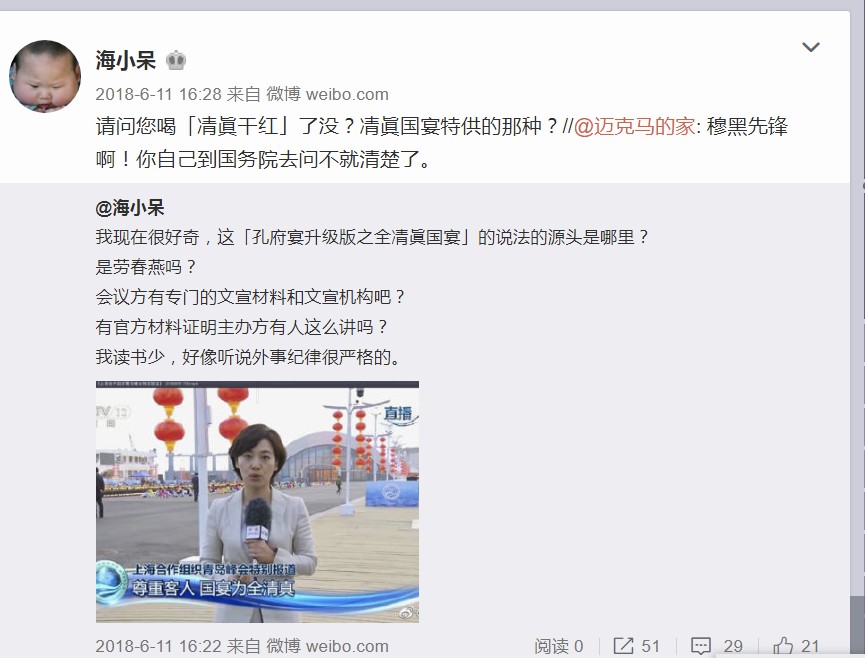 海小呆
2018-6-11 16:28 来自 微博 weibo.com
请问您喝「凊眞干红」了没？凊眞国宴特供的那种？//@迈克马的家: 穆黑先锋
啊！你自己到国务院去问不就清楚了。
@海小呆
我现在很好奇，这「孔府宴升级版之全凊眞国宴」的说法的源头是哪里？
是劳春燕吗？
会议方有专门的文宣材料和文宣机构吧？
有官方材料证明主办方有人这么讲吗？
我读书少，好像听说外事纪律很严格的。
直播
上海合作组织青岛峰会特别报道
尊重客人 国宴为全清真
2018-6-11 16:22 来自 微博 weibo.com
阅读 0 51 29 21